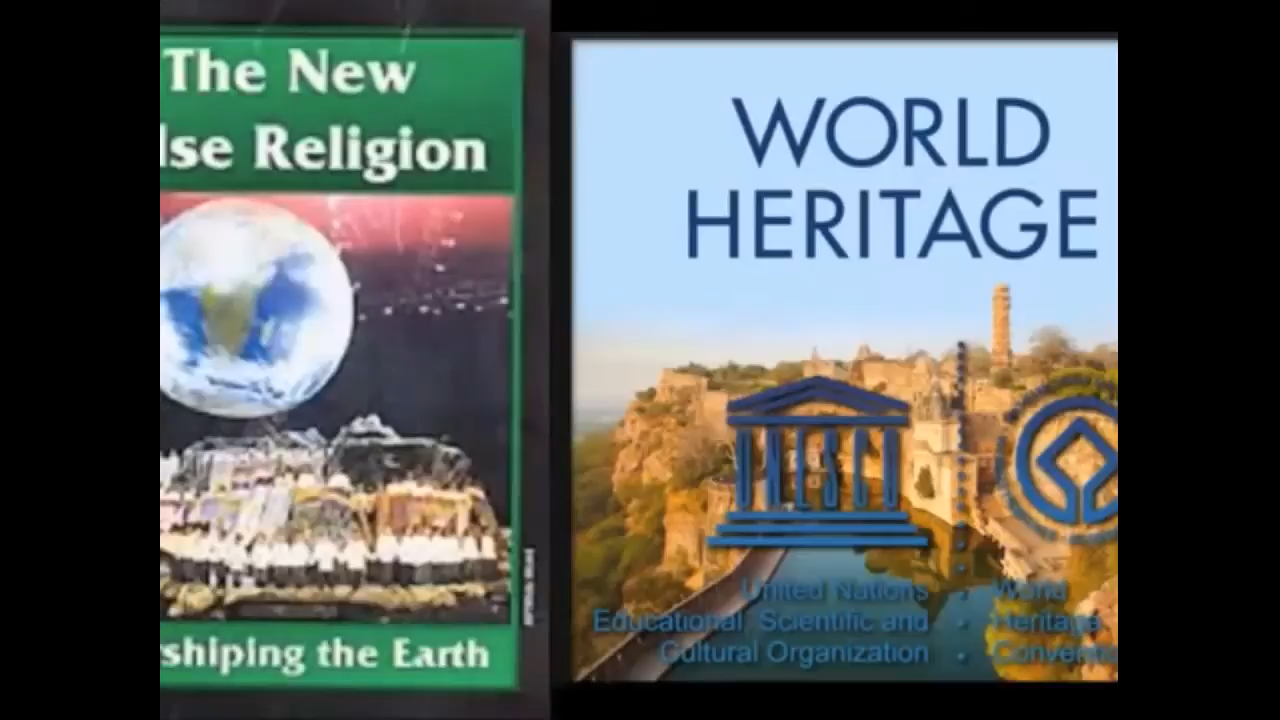 The New
lse Religion
shiping the Earth
WORLD
HERITAGE
UNESCO
United Nations
Educational, Scientific and
Cultural Organization
World
Heritage
Conventi